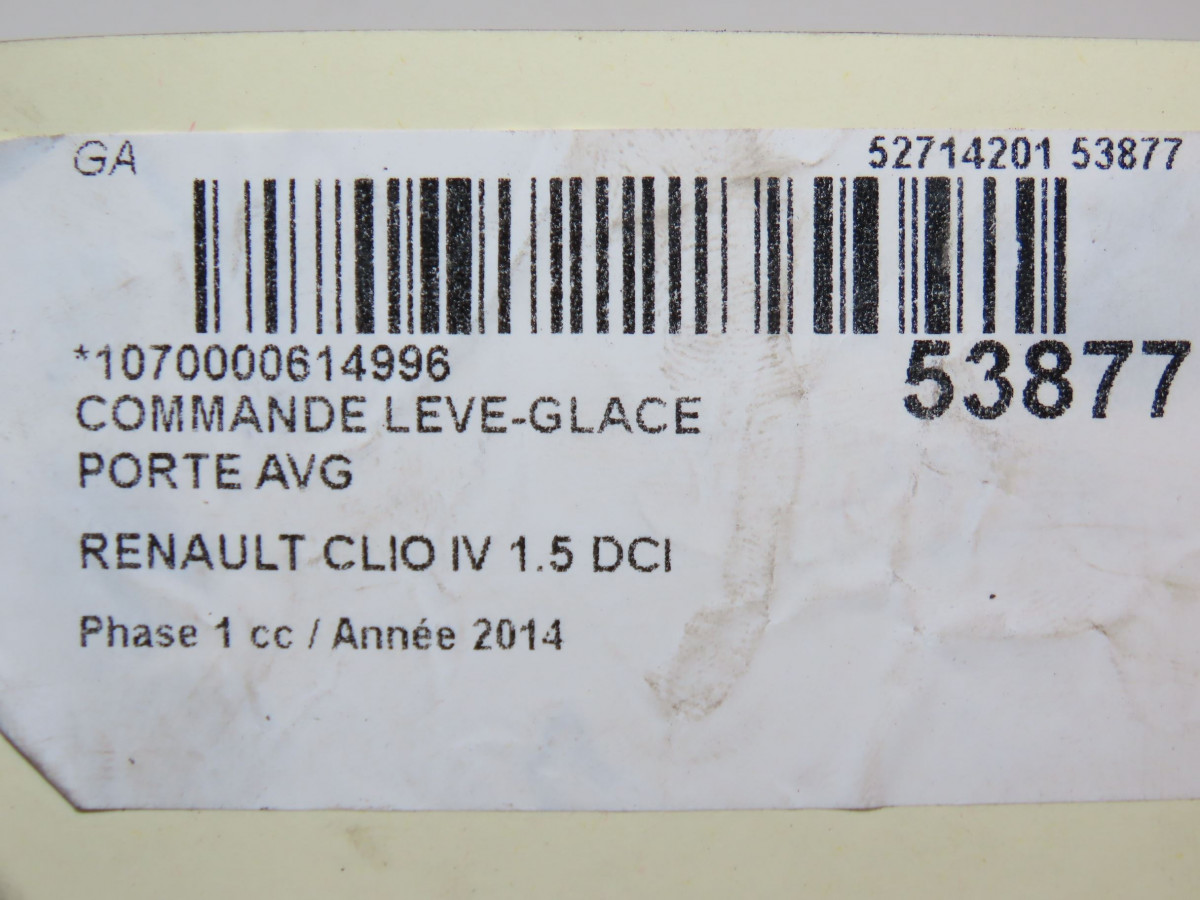 GA
52714201 53877
*1070000614996
53877
COMMANDE LEVE-GLACE
PORTE AVG
RENAULT CLIO IV 1.5 DCI
Phase 1 cc / Année 2014